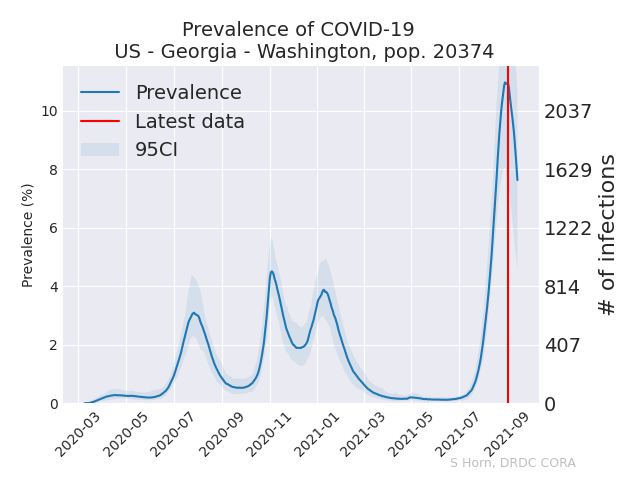 Prevalence of COVID-19
US - Georgia - Washington, pop. 20374
Prevalence
Latest data
95CI
Prevalence (%)
10
8
6
4
2
0
2037
1629
1222
814
407
0
# of infections
2020-03
2020-05
2020-07
2020-09
2020-11
2021-01
2021-03
2021-05
2021-07
2021-09
S Horn, DRDC CORA